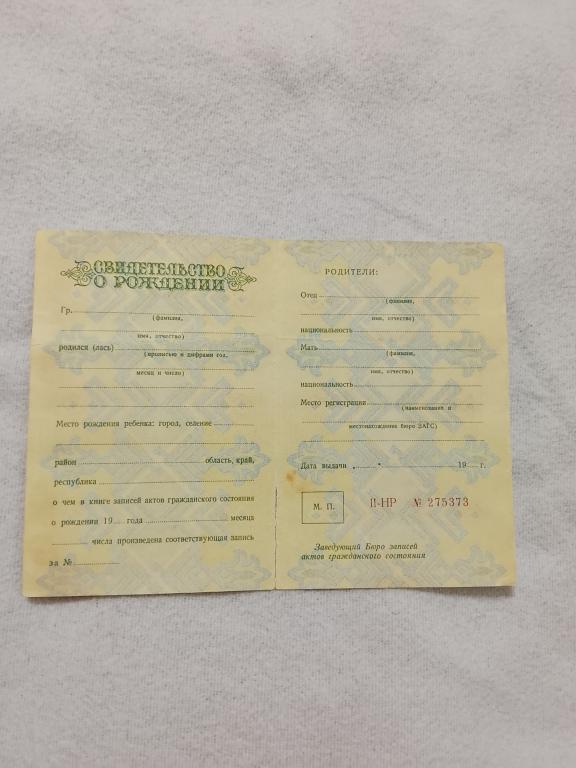 СВИДЕТЕЛЬСТВО
О РОЖДЕНИИ
Гр.
(фамилия,
имя, отчество)
родился (лась)
(прописью и цифрами год,
месяц и число)
Место рождения ребенка: город, селение
район область, край,
республика
о чем в книге записей актов гражданского состояния
о рождении 19 года месяца
числа произведена соответствующая запись
за №
РОДИТЕЛИ:
Отец
(фамилия,
имя, отчество)
национальность
Мать
(фамилия,
имя, отчество)
национальность
Место регистрации
(наименование и
местонахождение бюро ЗАГС)
Дата выдачи „ “ 19 г.
М. П. II-НР № 275373
Заведующий Бюро записей
актов гражданского состояния